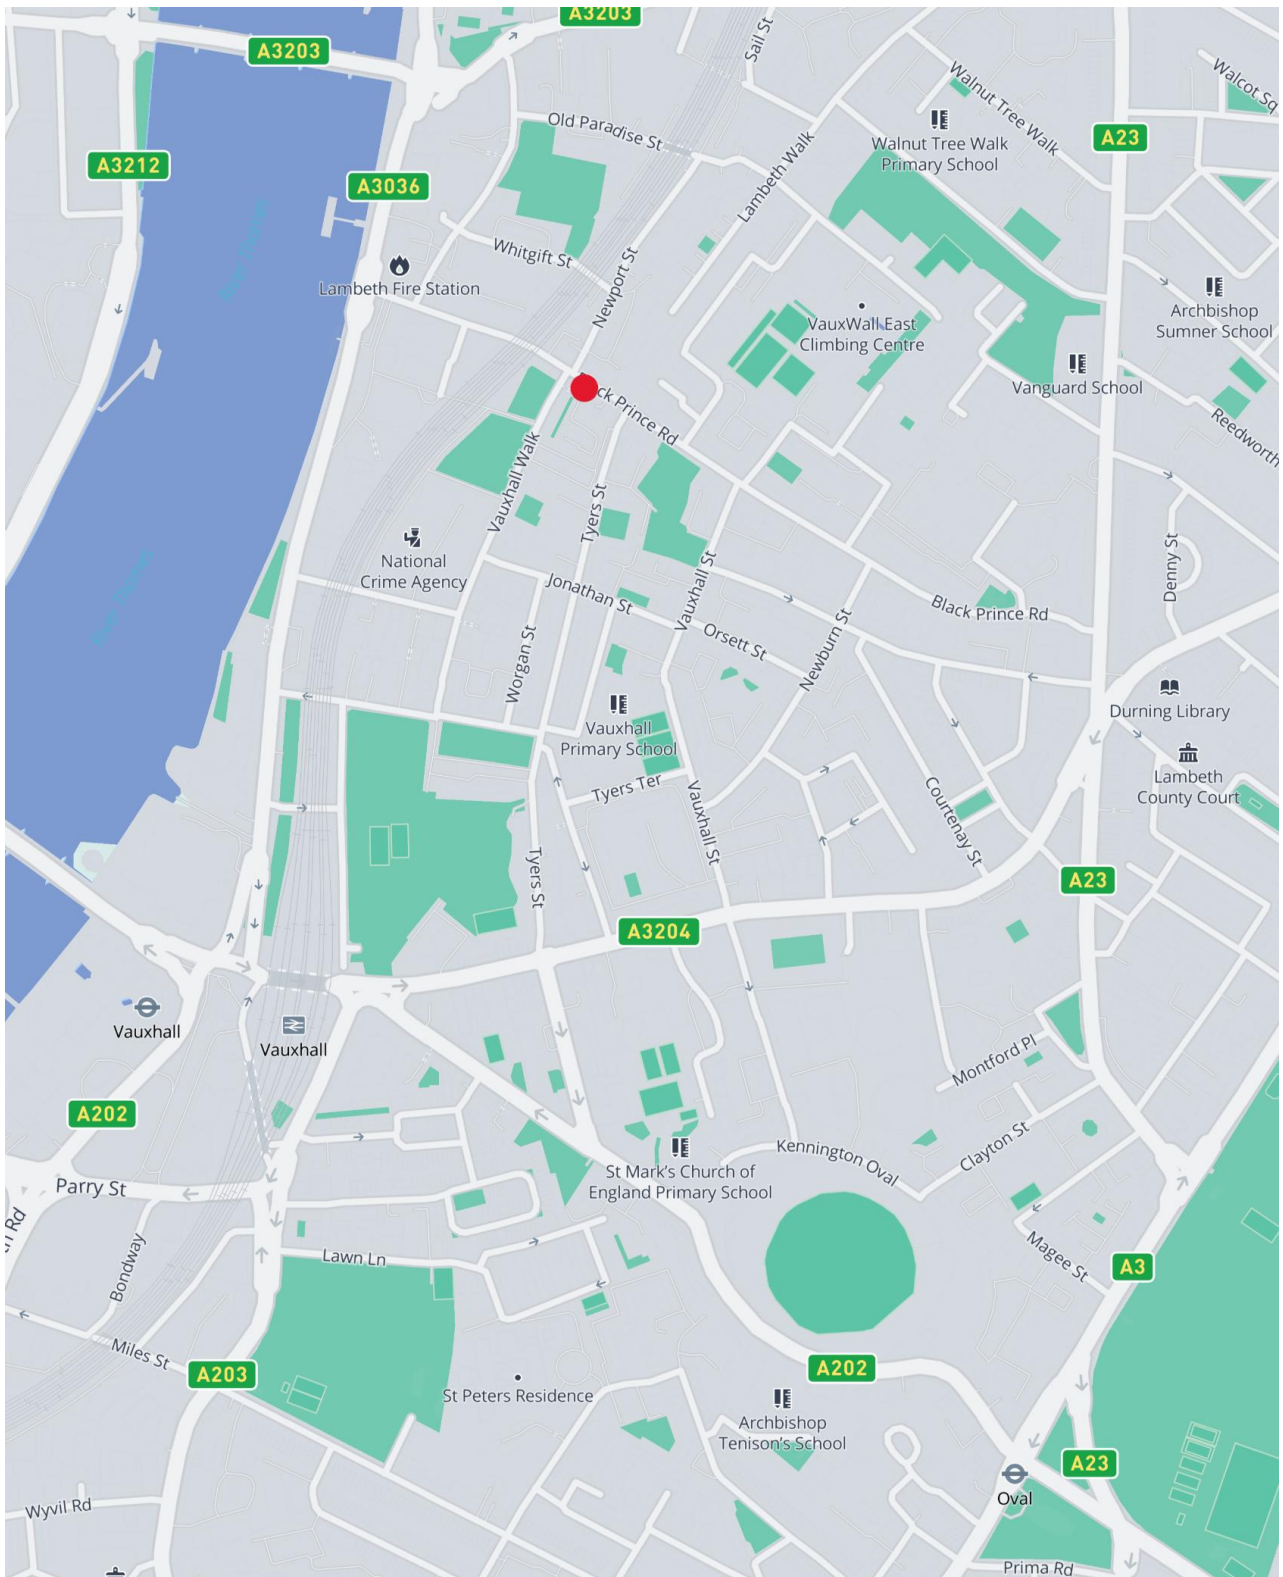 A3203
A3203
Sail St
Walcot Sq
Walnut Tree Walk
Old Paradise St
Walnut Tree Walk
Primary School
A23
A3212
A3036
Lambeth Walk
Whitgift St
Newport St
Lambeth Fire Station
VauxWall East
Climbing Centre
Archbishop
Sumner School
Vanguard School
ck Prince Rd
Reedworth
Vauxhall Walk
Tyers St
National
Crime Agency
Jonathan St
Vauxhall St
Denny St
Black Prince Rd
Orsett St
Newburn St
Worgan St
Durning Library
Vauxhall
Primary School
Tyers Ter
Lambeth
County Court
Vauxhall St
Courtenay St
Tyers St
A23
A3204
Vauxhall
Vauxhall
Montford Pl
A202
Clayton St
Kennington Oval
St Mark's Church of
England Primary School
Parry St
n Rd
Bondway
Lawn Ln
Magee St
A3
Miles St
A203
A202
St Peters Residence
Archbishop
Tenison's School
A23
Oval
Wyvil Rd
Prima Rd